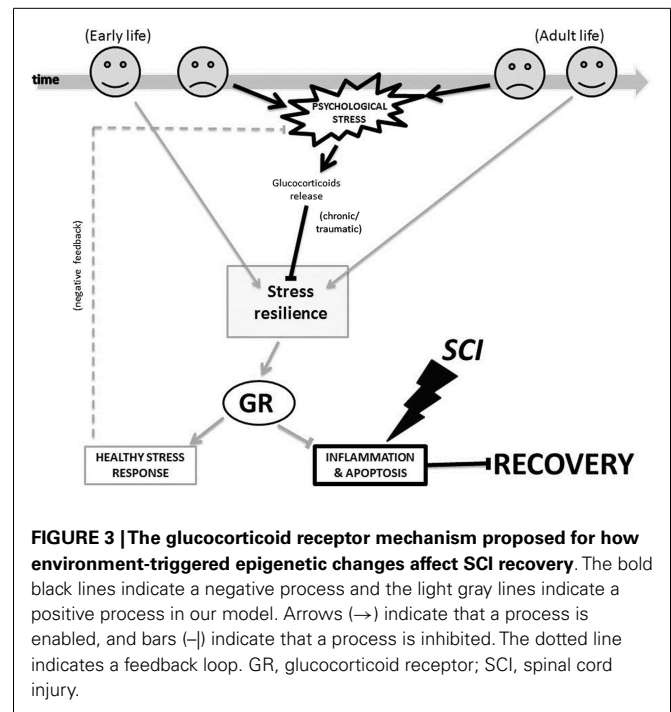 (Early life)
(Adult life)
time
PSYCHOLOGICAL
STRESS
Glucocorticoids
release
(chronic/
traumatic)
(negative feedback)
Stress
resilience
SCI
GR
HEALTHY STRESS
RESPONSE
INFLAMMATION
& APOPTOSIS
RECOVERY
FIGURE 3 | The glucocorticoid receptor mechanism proposed for how
environment-triggered epigenetic changes affect SCI recovery. The bold
black lines indicate a negative process and the light gray lines indicate a
positive process in our model. Arrows (→) indicate that a process is
enabled, and bars (–|) indicate that a process is inhibited. The dotted line
indicates a feedback loop. GR, glucocorticoid receptor; SCI, spinal cord
injury.